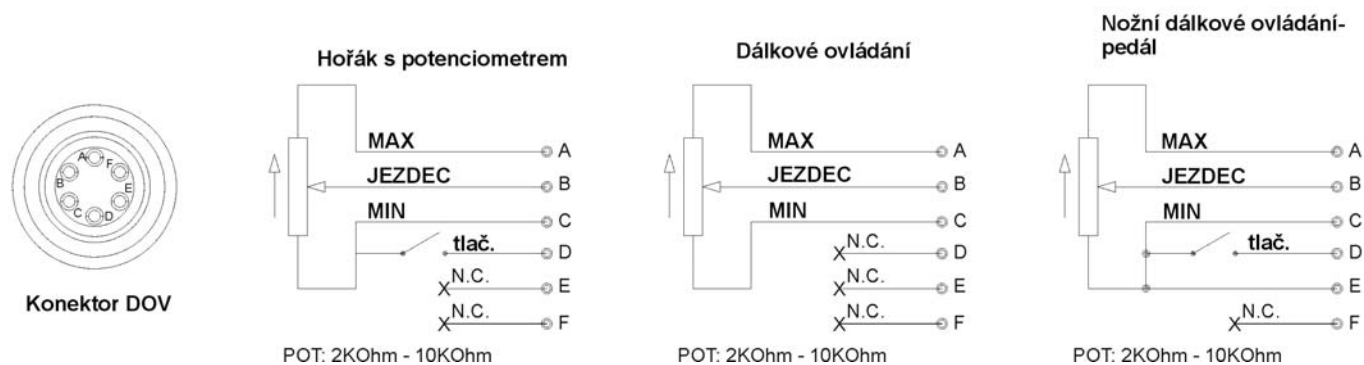 Hořák s potenciometrem
Dálkové ovládání
Nožní dálkové ovládání-
pedál
A
F
B
E
C
D
Konektor DOV
MAX
A
JEZDEC
B
MIN
C
tlač.
D
N.C.
E
N.C.
F
POT: 2KOhm - 10KOhm
MAX
A
JEZDEC
B
MIN
C
N.C.
D
N.C.
E
N.C.
F
POT: 2KOhm - 10KOhm
MAX
A
JEZDEC
B
MIN
C
tlač.
D
E
N.C.
F
POT: 2KOhm - 10KOhm